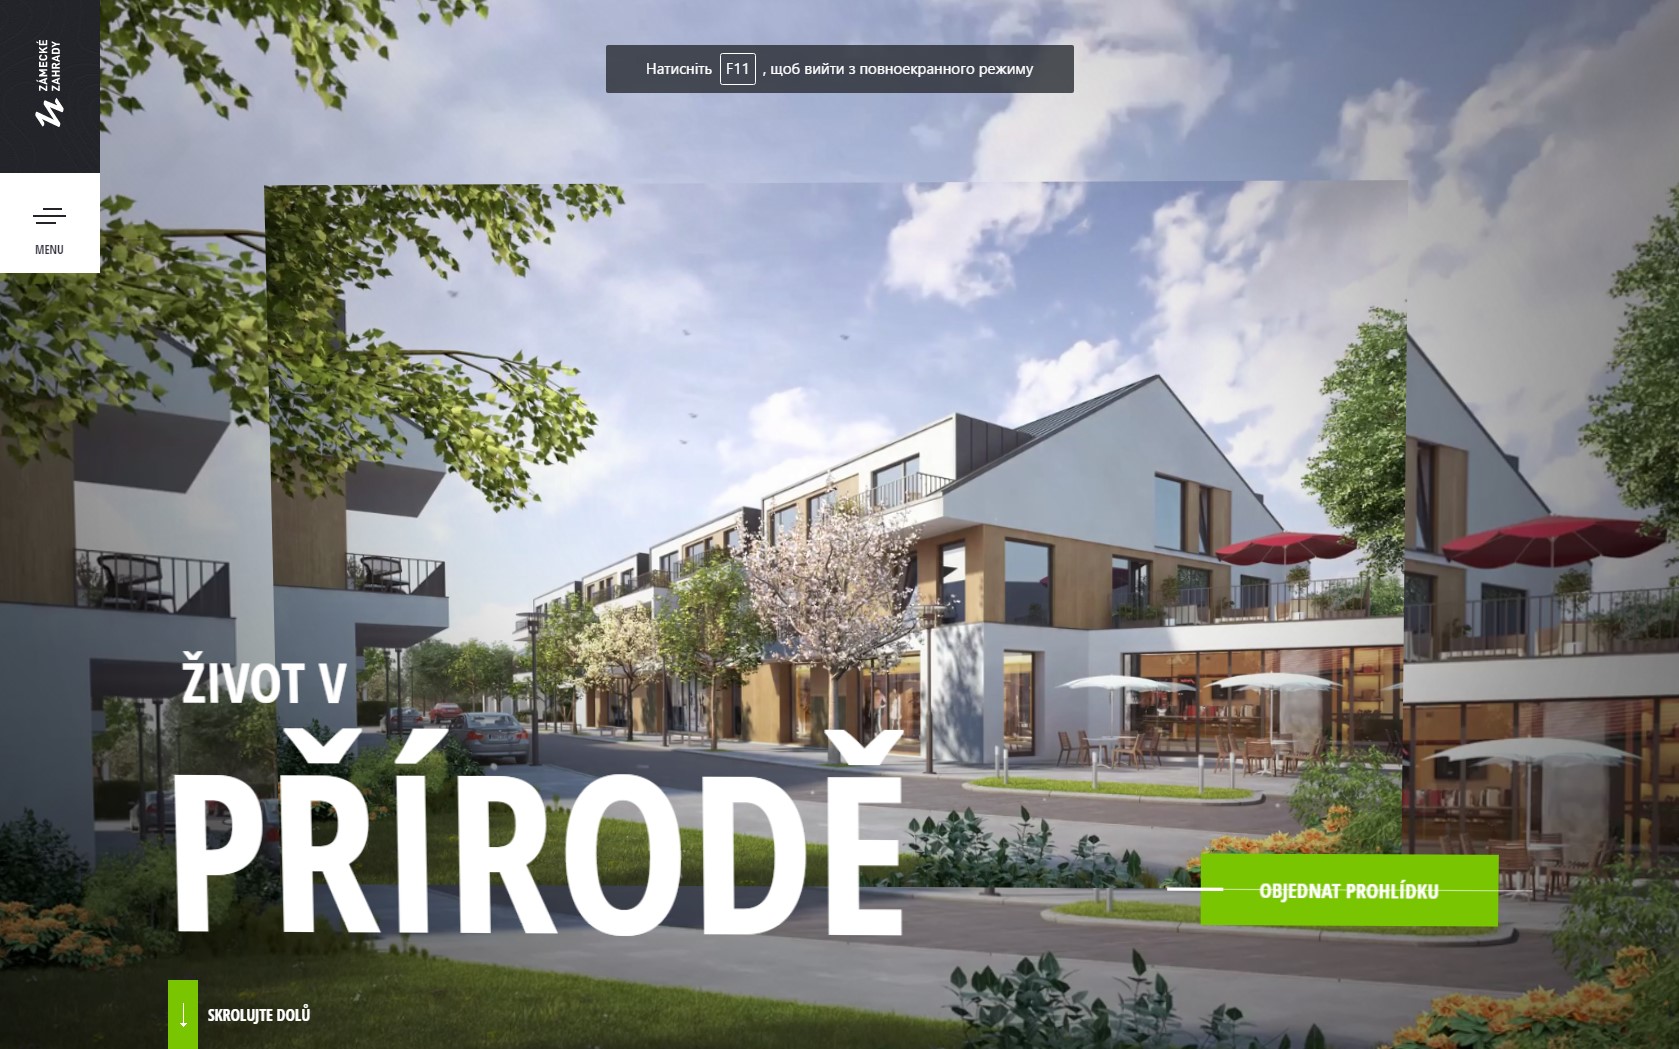 ZÁMECKÉ
ZAHRADY
MENU
Натисніть F11 , щоб вийти з повноекранного режиму
ŽIVOT V
PŘÍRODĚ
OBJEDNAT PROHLÍDKU
SKROLUJTE DOLŮ